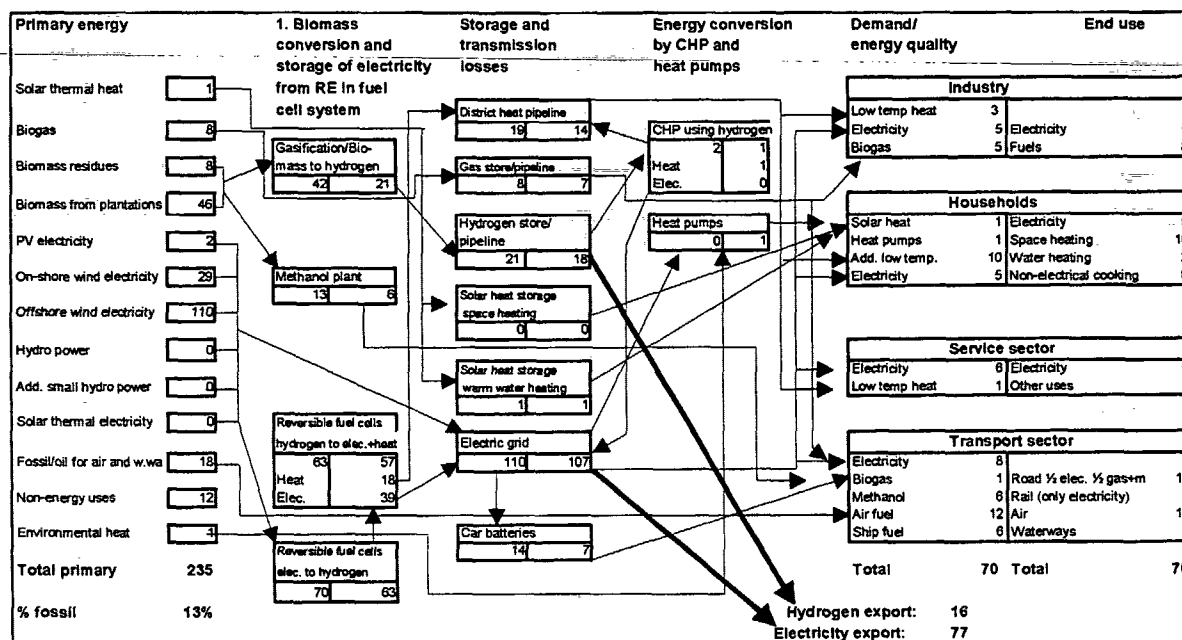 Primary energy
1. Biomass
conversion and
storage of electricity
from RE in fuel
cell system
Storage and
transmission
losses
Energy conversion
by CHP and
heat pumps
Demand/
energy quality
End use
Solar thermal heat 1
Biogas 8
Biomass residues 8
Biomass from plantations 46
PV electricity 2
On-shore wind electricity 29
Offshore wind electricity 110
Hydro power 0
Add. small hydro power 0
Solar thermal electricity 0
Fossil/oil for air and w.wa 18
Non-energy uses 12
Environmental heat 1
Total primary 235
% fossil 13%
Gasification/Bio-
mass to hydrogen
42 21
Methanol plant
13 6
Reversible fuel cells
hydrogen to elec.+heat
63 57
Heat 18
Elec. 39
Reversible fuel cells
elec. to hydrogen
70 63
District heat pipeline
19 14
Gas store/pipeline
8 7
Hydrogen store/
pipeline
21 18
Solar heat storage
space heating
0 0
Solar heat storage
warm water heating
1 1
Electric grid
110 107
Car batteries
14 7
CHP using hydrogen
2 1
Heat 1
Elec. 0
Heat pumps
0 1
Industry
Low temp heat 3
Electricity 5 Electricity
Biogas 5 Fuels
Households
Solar heat 1 Electricity
Heat pumps 1 Space heating
Add. low temp. 10 Water heating
Electricity 5 Non-electrical cooking
Service sector
Electricity 6 Electricity
Low temp heat 1 Other uses
Transport sector
Electricity 8
Biogas 1 Road ½ elec. ½ gas+m
Methanol 6 Rail (only electricity)
Air fuel 12 Air
Ship fuel 6 Waterways
Total 70 Total
Hydrogen export: 16
Electricity export: 77